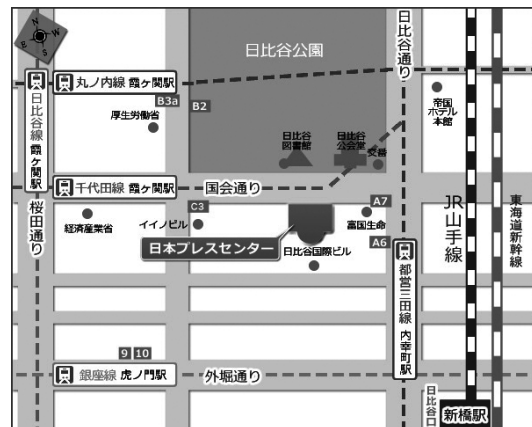 N
E
S
W
日比谷公園
日比谷通り
丸ノ内線 霞ヶ関駅
B3a
B2
厚生労働省
帝国
ホテル
本館
日比谷線 霞ヶ関駅
日比谷
図書館
日比谷
公会堂
交番
千代田線 霞ヶ関駅
国会通り
桜田通り
経済産業省
イイノビル
C3
日本プレスセンター
日比谷国際ビル
富国生命
A7
A6
都営三田線 内幸町駅
JR山手線
東海道新幹線
9 10
銀座線 虎ノ門駅
外堀通り
日比谷口
新橋駅